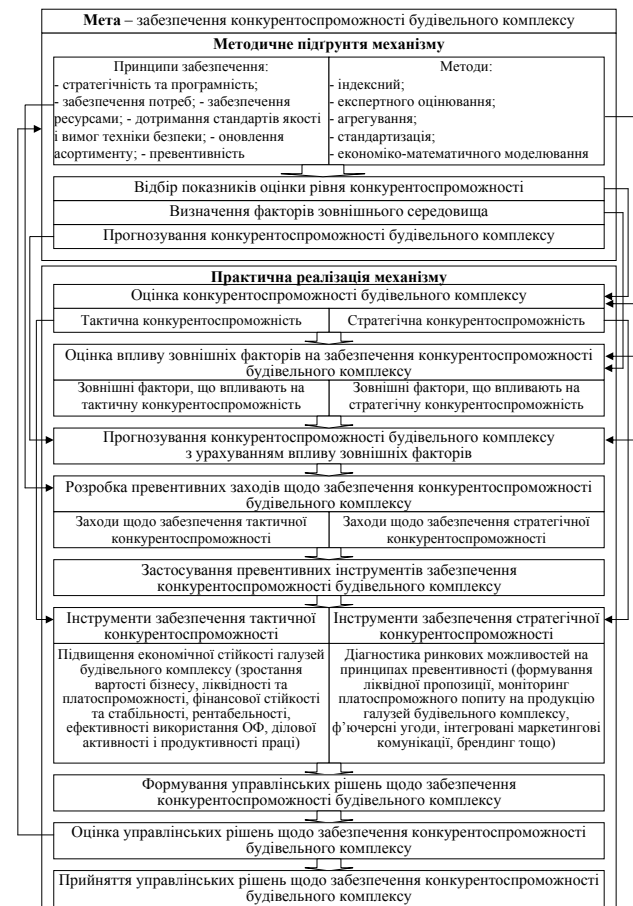 Мета – забезпечення конкурентоспроможності будівельного комплексу
Методичне підґрунтя механізму
Принципи забезпечення:
- стратегічність та програмність;
- забезпечення потреб; - забезпечення
ресурсами; - дотримання стандартів якості
і вимог техніки безпеки; - оновлення
асортименту; - превентивність
Методи:
- індексний;
- експертного оцінювання;
- агрегування;
- стандартизація;
- економіко-математичного моделювання
Відбір показників оцінки рівня конкурентоспроможності
Визначення факторів зовнішнього середовища
Прогнозування конкурентоспроможності будівельного комплексу
Практична реалізація механізму
Оцінка конкурентоспроможності будівельного комплексу
Тактична конкурентоспроможність
Стратегічна конкурентоспроможність
Оцінка впливу зовнішніх факторів на забезпечення конкурентоспроможності
будівельного комплексу
Зовнішні фактори, що впливають на
тактичну конкурентоспроможність
Зовнішні фактори, що впливають на
стратегічну конкурентоспроможність
Прогнозування конкурентоспроможності будівельного комплексу
з урахуванням впливу зовнішніх факторів
Розробка превентивних заходів щодо забезпечення конкурентоспроможності
будівельного комплексу
Заходи щодо забезпечення тактичної
конкурентоспроможності
Заходи щодо забезпечення стратегічної
конкурентоспроможності
Застосування превентивних інструментів забезпечення
конкурентоспроможності будівельного комплексу
Інструменти забезпечення тактичної
конкурентоспроможності
Інструменти забезпечення стратегічної
конкурентоспроможності
Підвищення економічної стійкості галузей
будівельного комплексу (зростання
вартості бізнесу, ліквідності та
платоспроможності, фінансової стійкості
та стабільності, рентабельності,
ефективності використання ОФ, ділової
активності і продуктивності праці)
Діагностика ринкових можливостей на
принципах превентивності (формування
ліквідної пропозиції, моніторинг
платоспроможного попиту на продукцію
галузей будівельного комплексу,
ф’ючерсні угоди, інтегровані маркетингові
комунікації, брендинг тощо)
Формування управлінських рішень щодо забезпечення
конкурентоспроможності будівельного комплексу
Оцінка управлінських рішень щодо забезпечення конкурентоспроможності
будівельного комплексу
Прийняття управлінських рішень щодо забезпечення конкурентоспроможності
будівельного комплексу